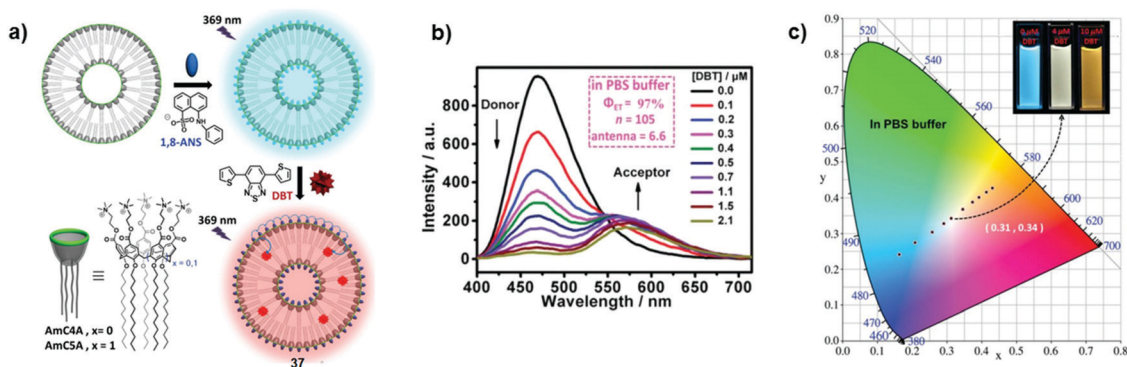 a)
369 nm
1,8-ANS
DBT
369 nm
x = 0,1
AmC4A , x= 0
AmC5A , x = 1
37
b)
[DBT] / μM
0.0
0.1
0.2
0.3
0.4
0.5
0.7
1.1
1.5
2.1
in PBS buffer
Φ_ET = 97%
n = 105
antenna = 6.6
Donor
Acceptor
Intensity / a.u.
800
600
400
200
0
400 450 500 550 600 650 700
Wavelength / nm
c)
0 μM DBT
4 μM DBT
10 μM DBT
In PBS buffer
( 0.31 , 0.34 )
y
0.9
0.8
0.7
0.6
0.5
0.4
0.3
0.2
0.1
0.0
0.0 0.1 0.2 0.3 0.4 0.5 0.6 0.7 0.8
x
520
540
560
580
600
620
700
500
490
480
470
460
380